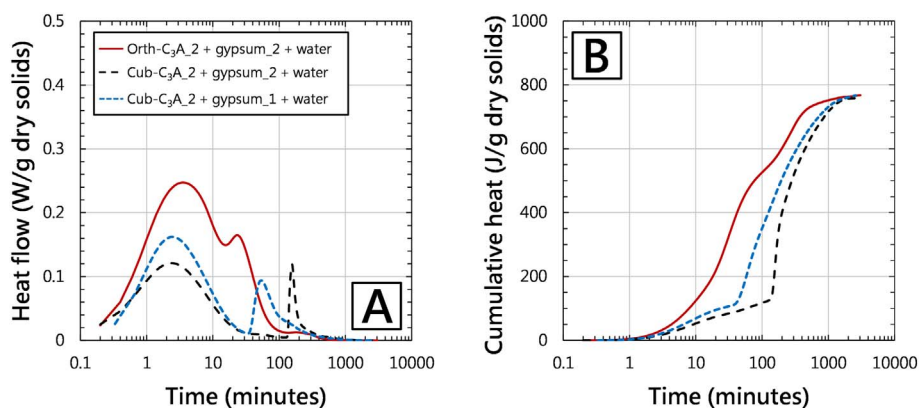 0.5
0.4
0.3
0.2
0.1
0
Heat flow (W/g dry solids)
Orth-C₃A_2 + gypsum_2 + water
Cub-C₃A_2 + gypsum_2 + water
Cub-C₃A_2 + gypsum_1 + water
A
0.1 1 10 100 1000 10000
Time (minutes)
1000
800
600
400
200
0
Cumulative heat (J/g dry solids)
B
0.1 1 10 100 1000 10000
Time (minutes)